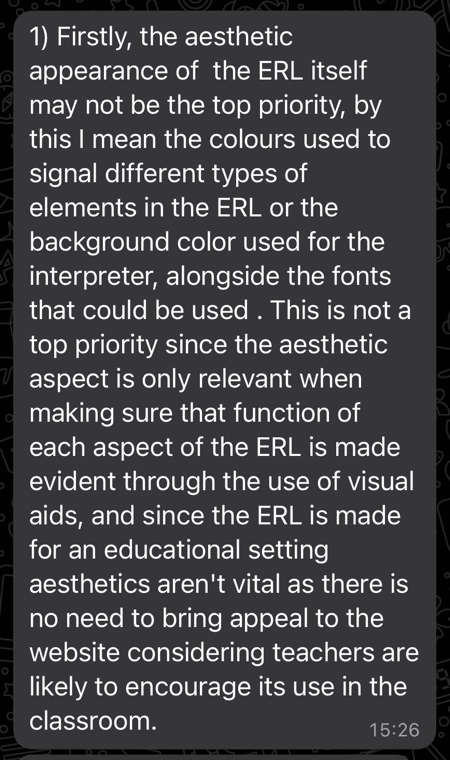 1) Firstly, the aesthetic
appearance of  the ERL itself
may not be the top priority, by
this I mean the colours used to
signal different types of
elements in the ERL or the
background color used for the
interpreter, alongside the fonts
that could be used . This is not a
top priority since the aesthetic
aspect is only relevant when
making sure that function of
each aspect of the ERL is made
evident through the use of visual
aids, and since the ERL is made
for an educational setting
aesthetics aren't vital as there is
no need to bring appeal to the
website considering teachers are
likely to encourage its use in the
classroom.
15:26